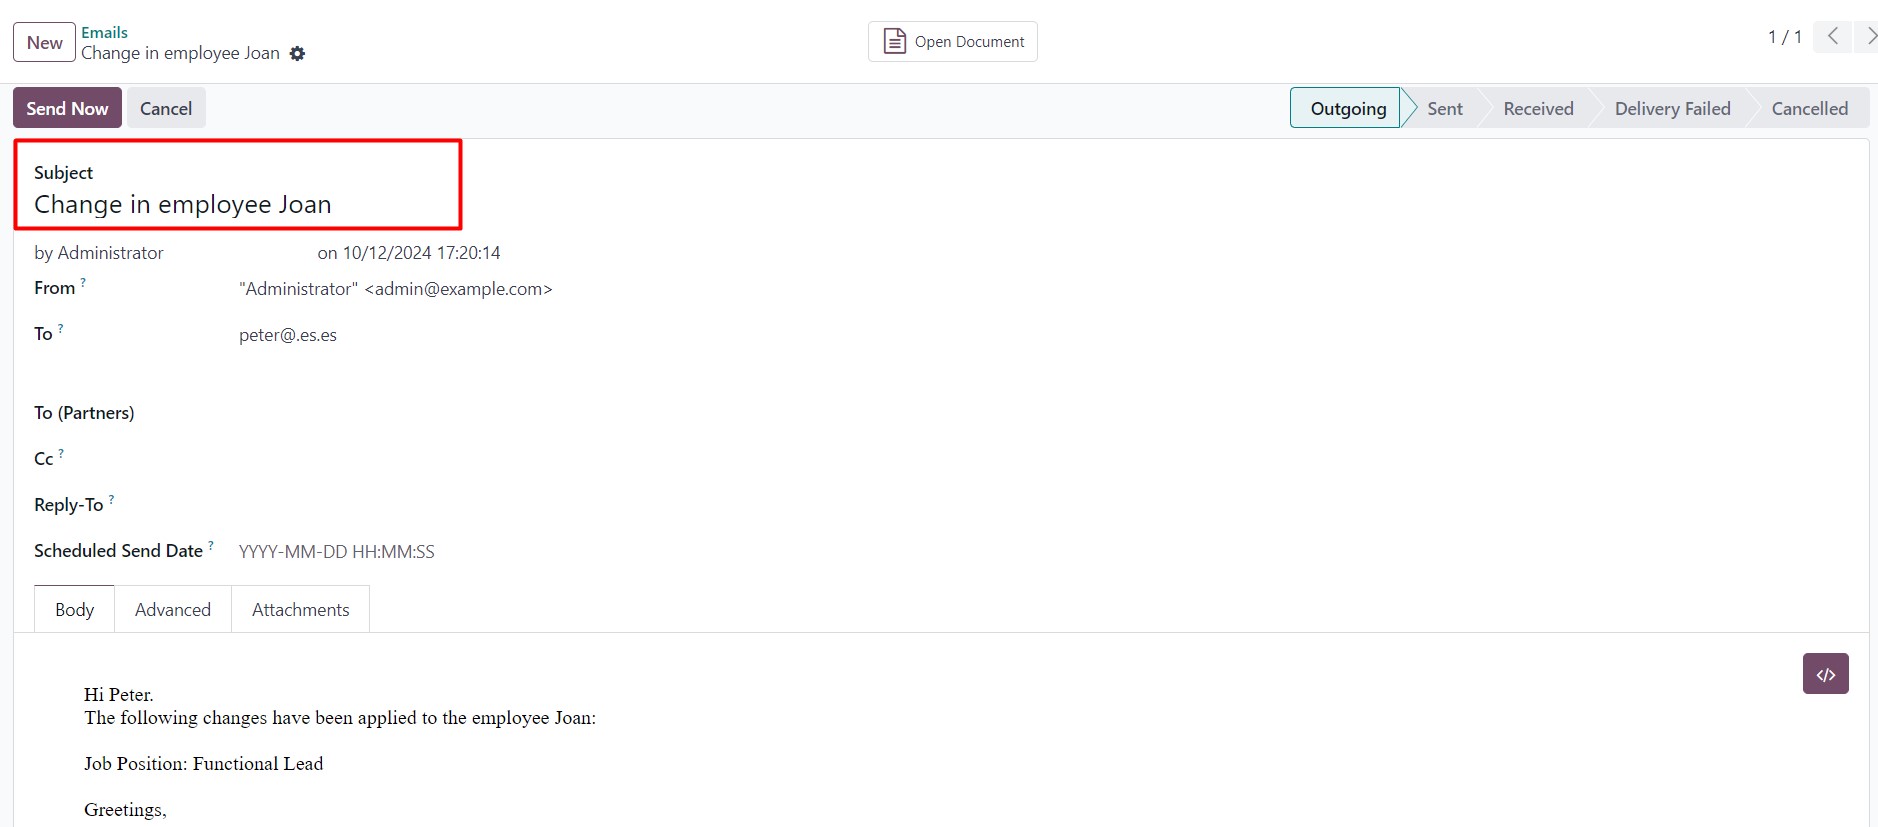 New
Emails
Change in employee Joan
Open Document
1 / 1
Send Now
Cancel
Outgoing
Sent
Received
Delivery Failed
Cancelled
Subject
Change in employee Joan
by Administrator on 10/12/2024 17:20:14
From ? "Administrator" <admin@example.com>
To ? peter@.es.es
To (Partners)
Cc ?
Reply-To ?
Scheduled Send Date ? YYYY-MM-DD HH:MM:SS
Body
Advanced
Attachments
</>
Hi Peter.
The following changes have been applied to the employee Joan:
Job Position: Functional Lead
Greetings,